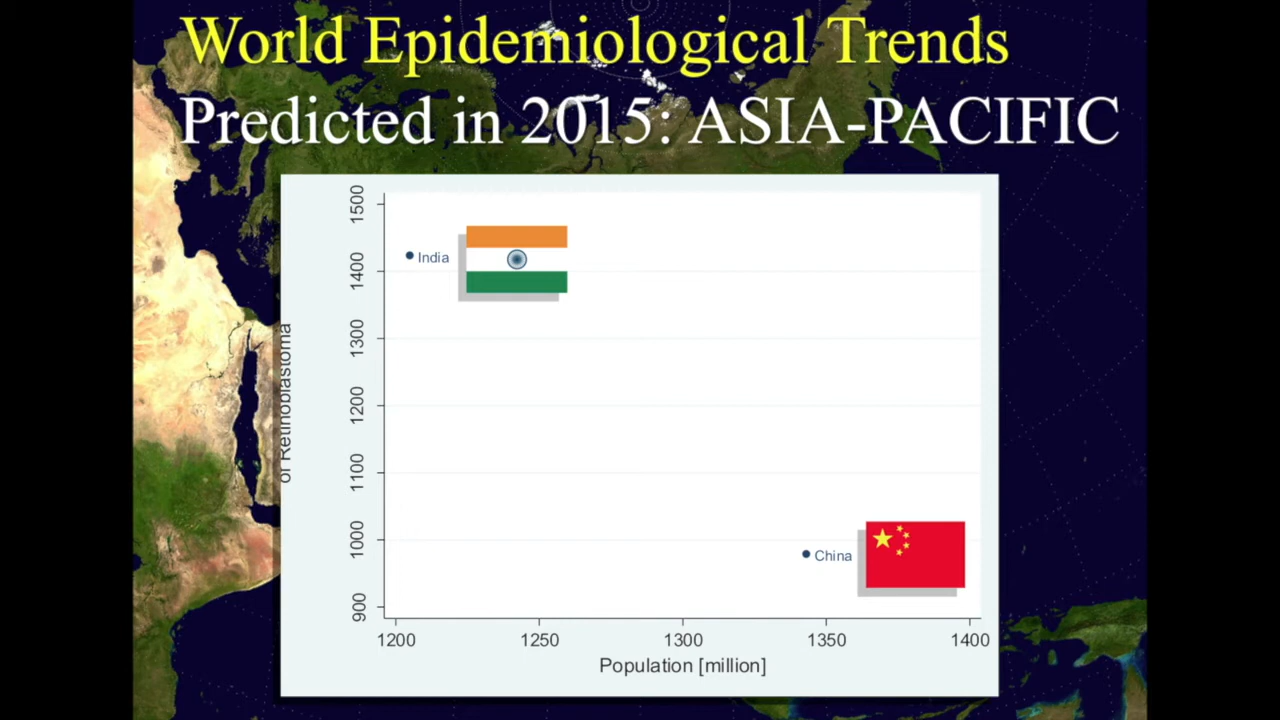 World Epidemiological Trends
Predicted in 2015: ASIA-PACIFIC
of Retinoblastoma
1500
1400
1300
1200
1100
1000
900
India
China
1200 1250 1300 1350 1400
Population [million]